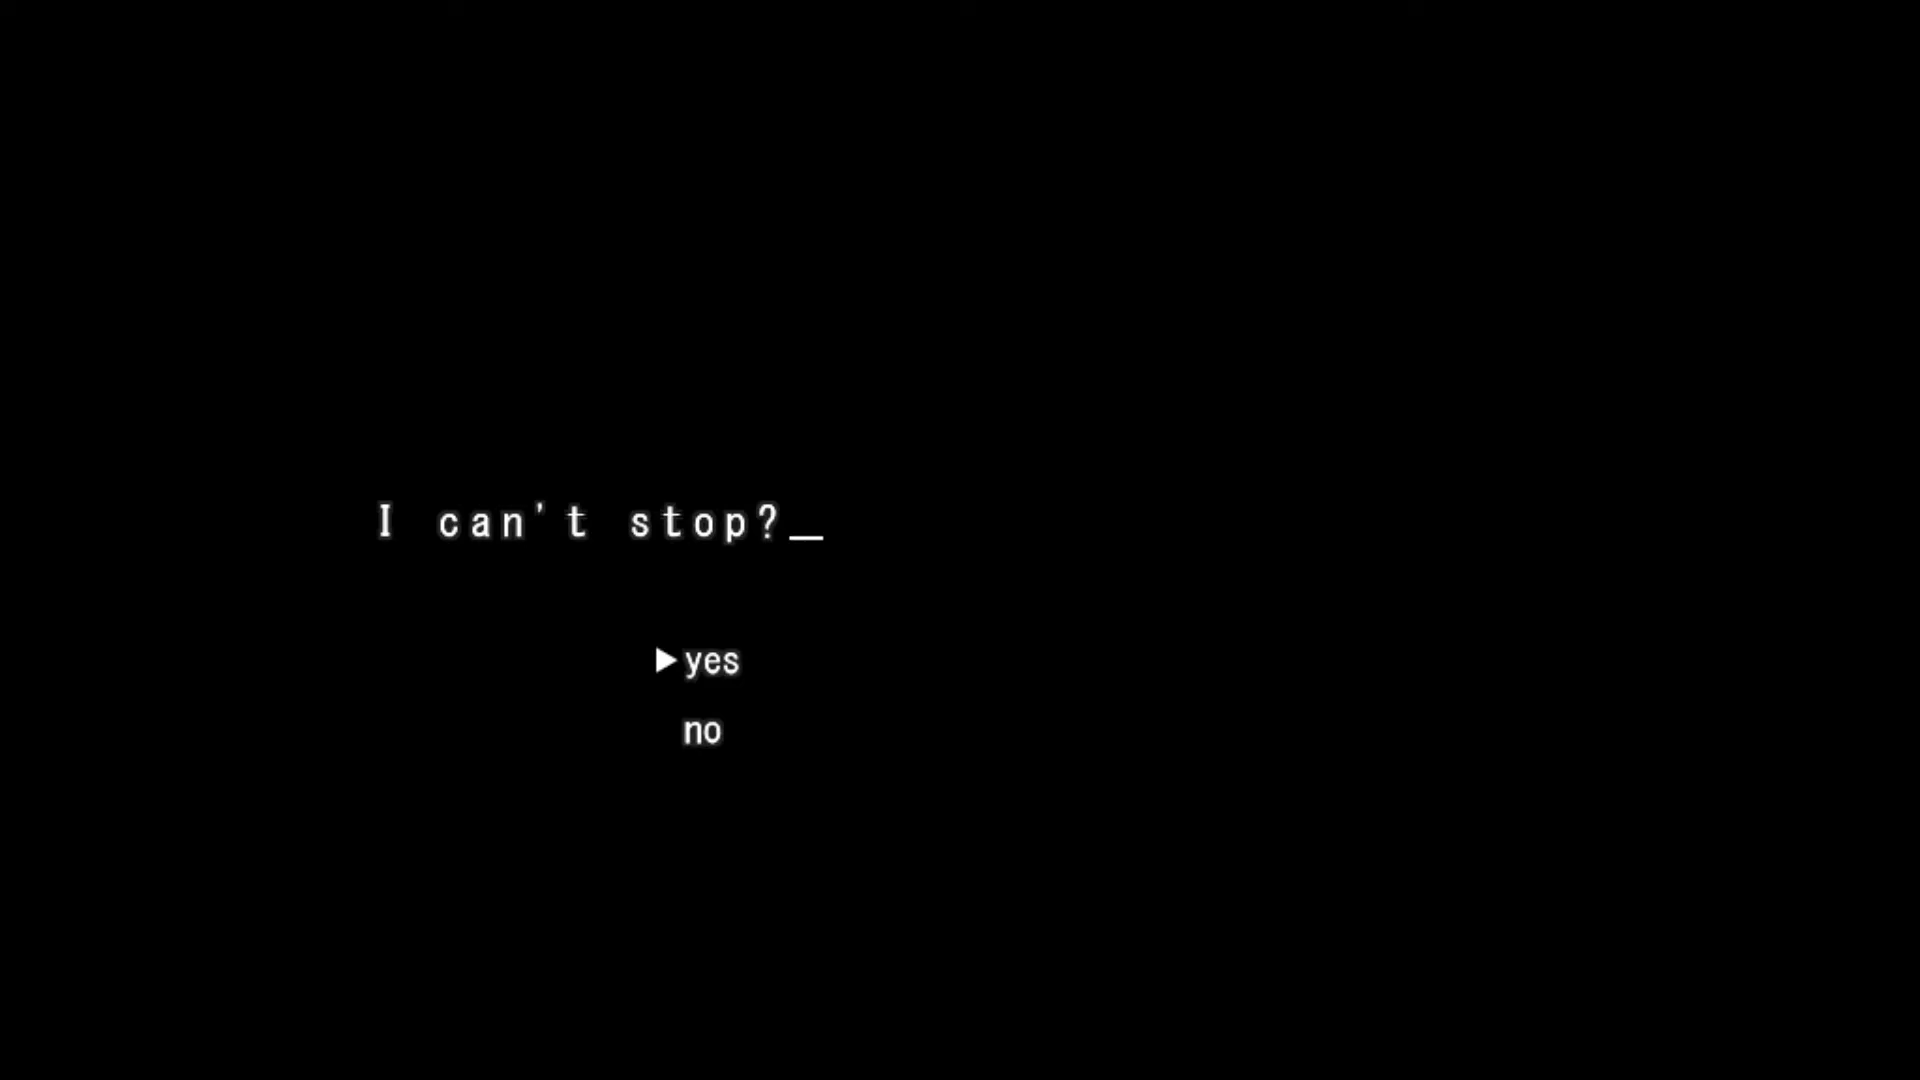 I can't stop?_
▶yes
no